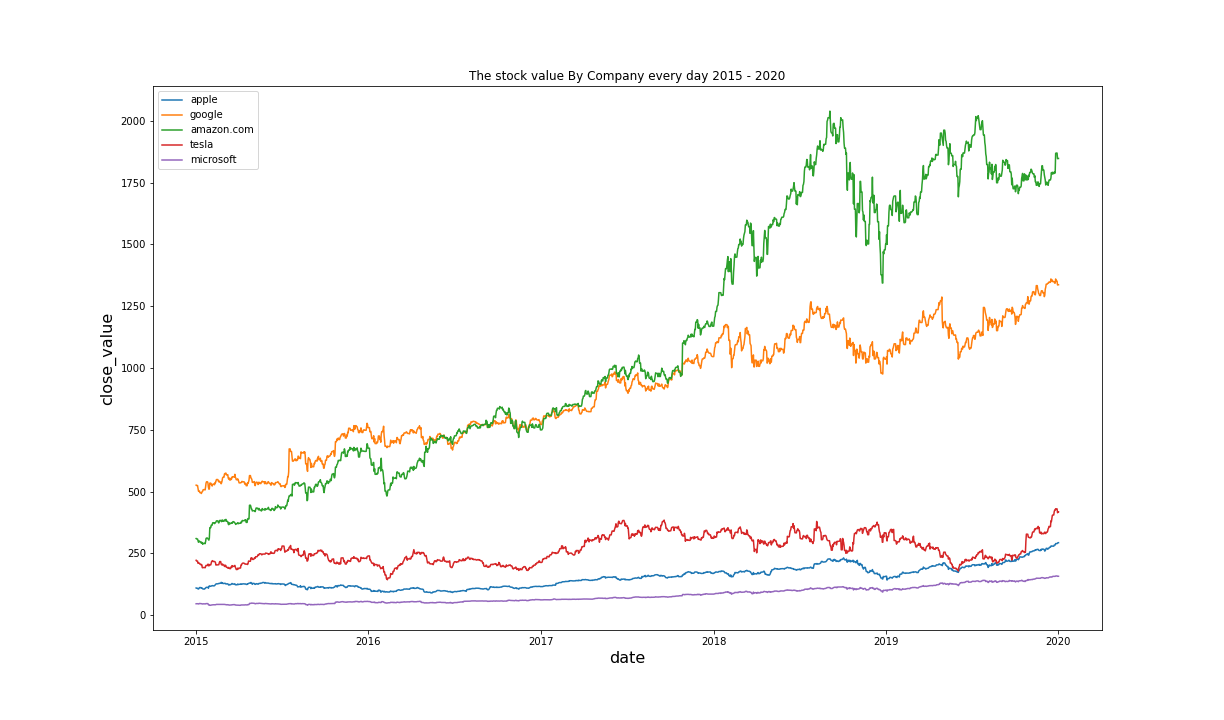 The stock value By Company every day 2015 - 2020
apple
google
amazon.com
tesla
microsoft
2000
1750
1500
1250
1000
750
500
250
0
close_value
2015 2016 2017 2018 2019 2020
date